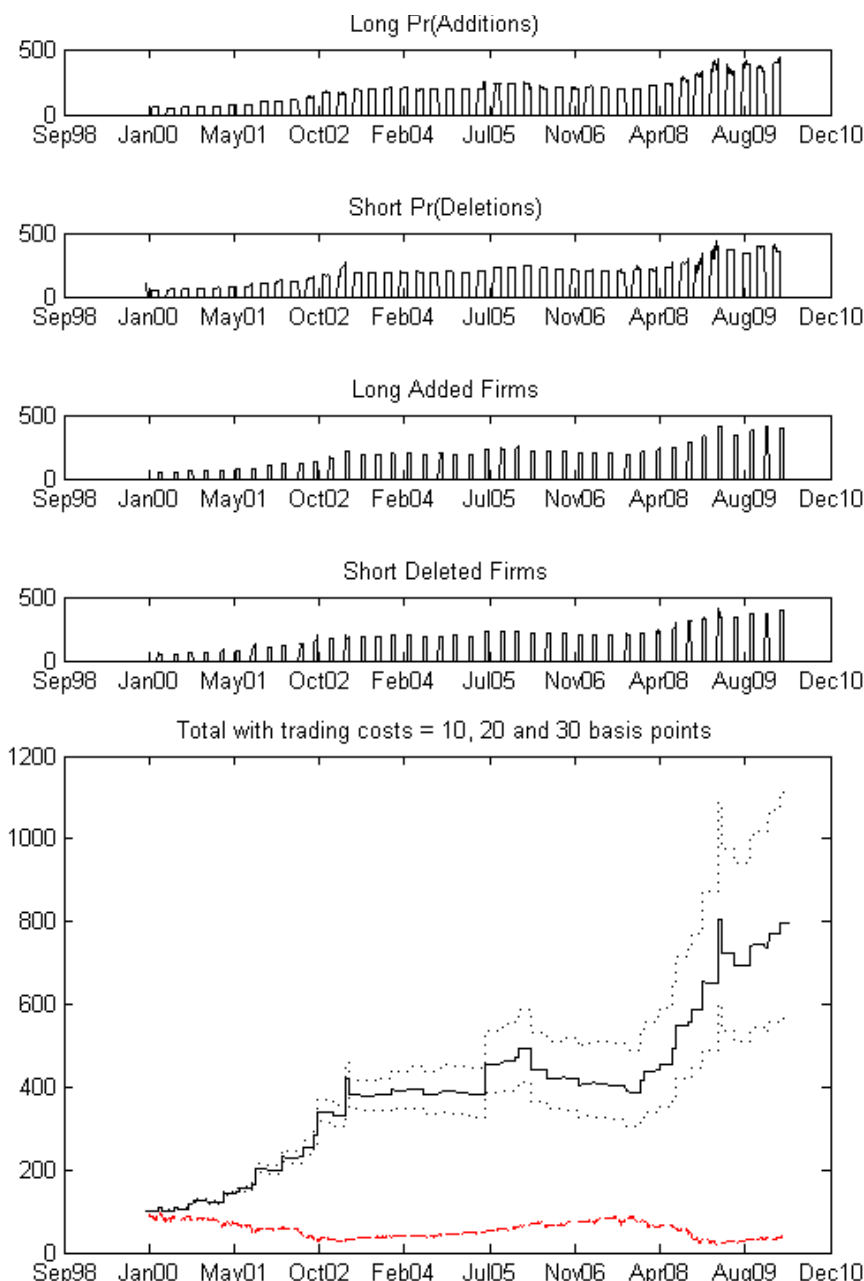 Long Pr(Additions)
500
0
Sep98 Jan00 May01 Oct02 Feb04 Jul05 Nov06 Apr08 Aug09 Dec10
Short Pr(Deletions)
500
0
Sep98 Jan00 May01 Oct02 Feb04 Jul05 Nov06 Apr08 Aug09 Dec10
Long Added Firms
500
0
Sep98 Jan00 May01 Oct02 Feb04 Jul05 Nov06 Apr08 Aug09 Dec10
Short Deleted Firms
500
0
Sep98 Jan00 May01 Oct02 Feb04 Jul05 Nov06 Apr08 Aug09 Dec10
Total with trading costs = 10, 20 and 30 basis points
1200
1000
800
600
400
200
0
Sep98 Jan00 May01 Oct02 Feb04 Jul05 Nov06 Apr08 Aug09 Dec10